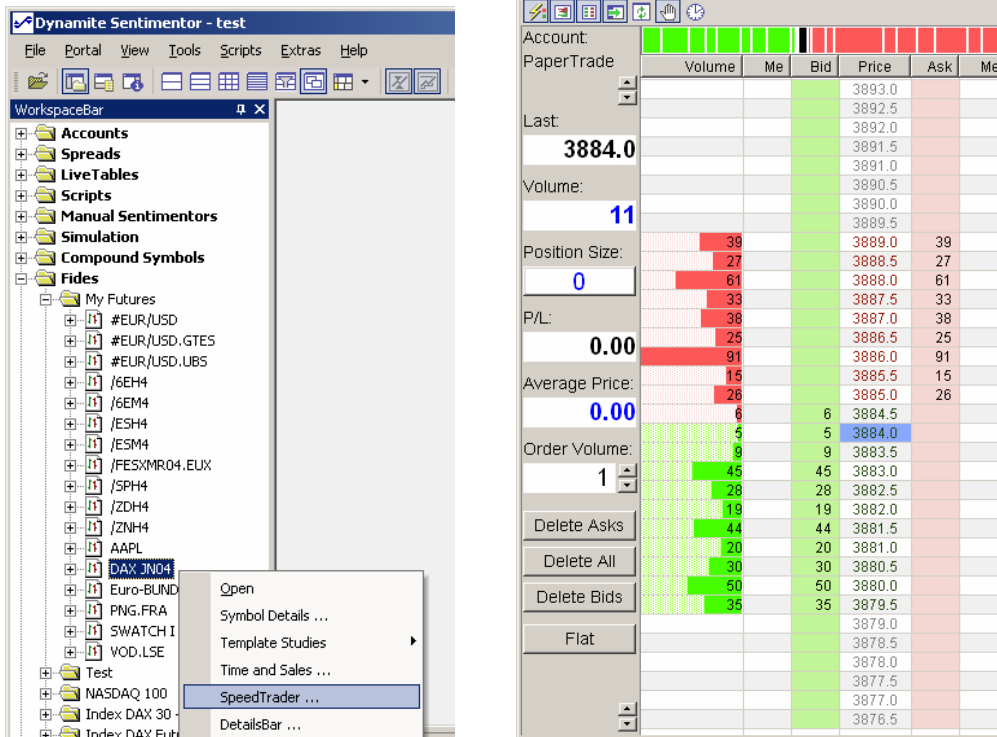 Dynamite Sentimentor - test
File Portal View Tools Scripts Extras Help
WorkspaceBar
Accounts
Spreads
LiveTables
Scripts
Manual Sentimentors
Simulation
Compound Symbols
Fides
My Futures
#EUR/USD
#EUR/USD.GTES
#EUR/USD.UBS
/6EH4
/6EM4
/ESH4
/ESM4
/FESXMR04.EUX
/SPH4
/ZDH4
/ZNH4
AAPL
DAX JN04
Euro-BUND
PNG.FRA
SWATCH I
VOD.LSE
Test
NASDAQ 100
Index DAX 30 -
Index DAX Futu
Open
Symbol Details ...
Template Studies
Time and Sales ...
SpeedTrader ...
DetailsBar ...
Account:
PaperTrade
Last:
3884.0
Volume:
11
Position Size:
0
P/L:
0.00
Average Price:
0.00
Order Volume:
1
Delete Asks
Delete All
Delete Bids
Flat
Volume Me Bid Price Ask Me
3893.0
3892.5
3892.0
3891.5
3891.0
3890.5
3890.0
3889.5
39 3889.0 39
27 3888.5 27
61 3888.0 61
33 3887.5 33
38 3887.0 38
25 3886.5 25
91 3886.0 91
15 3885.5 15
26 3885.0 26
6 6 3884.5
5 5 3884.0
9 9 3883.5
45 45 3883.0
28 28 3882.5
19 19 3882.0
44 44 3881.5
20 20 3881.0
30 30 3880.5
50 50 3880.0
35 35 3879.5
3879.0
3878.5
3878.0
3877.5
3877.0
3876.5